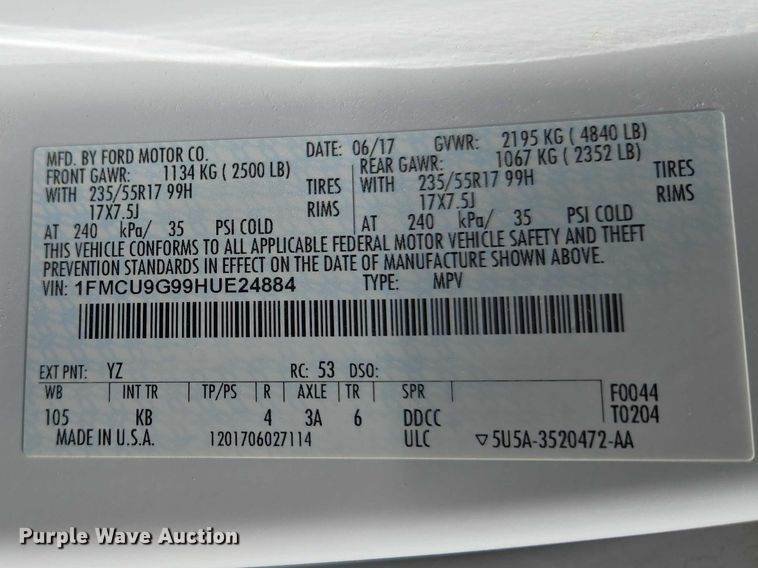 MFD. BY FORD MOTOR CO. DATE: 06/17 GVWR: 2195 KG ( 4840 LB)
FRONT GAWR: 1134 KG ( 2500 LB) REAR GAWR: 1067 KG ( 2352 LB)
WITH 235/55R17 99H TIRES WITH 235/55R17 99H TIRES
17X7.5J RIMS 17X7.5J RIMS
AT 240 kPa/ 35 PSI COLD AT 240 kPa/ 35 PSI COLD
THIS VEHICLE CONFORMS TO ALL APPLICABLE FEDERAL MOTOR VEHICLE SAFETY AND THEFT
PREVENTION STANDARDS IN EFFECT ON THE DATE OF MANUFACTURE SHOWN ABOVE.
VIN: 1FMCU9G99HUE24884 TYPE: MPV
EXT PNT: YZ RC: 53 DSO:
WB INT TR TP/PS R AXLE TR SPR F0044
105 KB 4 3A 6 DDCC T0204
MADE IN U.S.A. 1201706027114 ULC ▽5U5A-3520472-AA
Purple Wave Auction